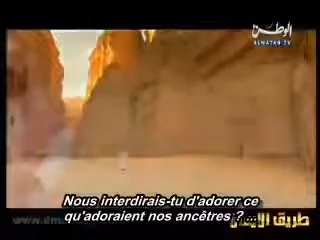 الوطن
ALWATAN TV
Nous interdirais-tu d'adorer ce
qu'adoraient nos ancêtres ? ...
طريق الإيمان